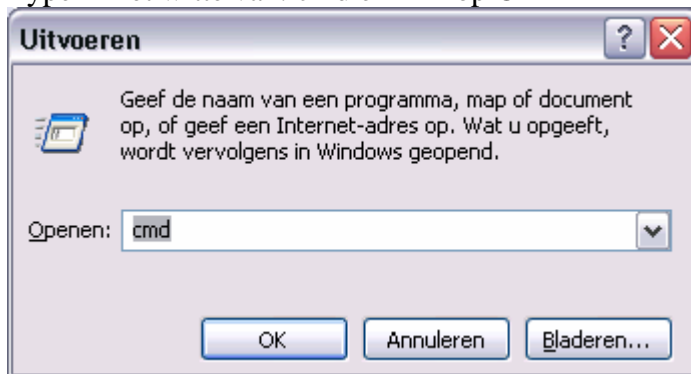 Uitvoeren
Geef de naam van een programma, map of document
op, of geef een Internet-adres op. Wat u opgeeft,
wordt vervolgens in Windows geopend.
Openen: cmd
OK Annuleren Bladeren...